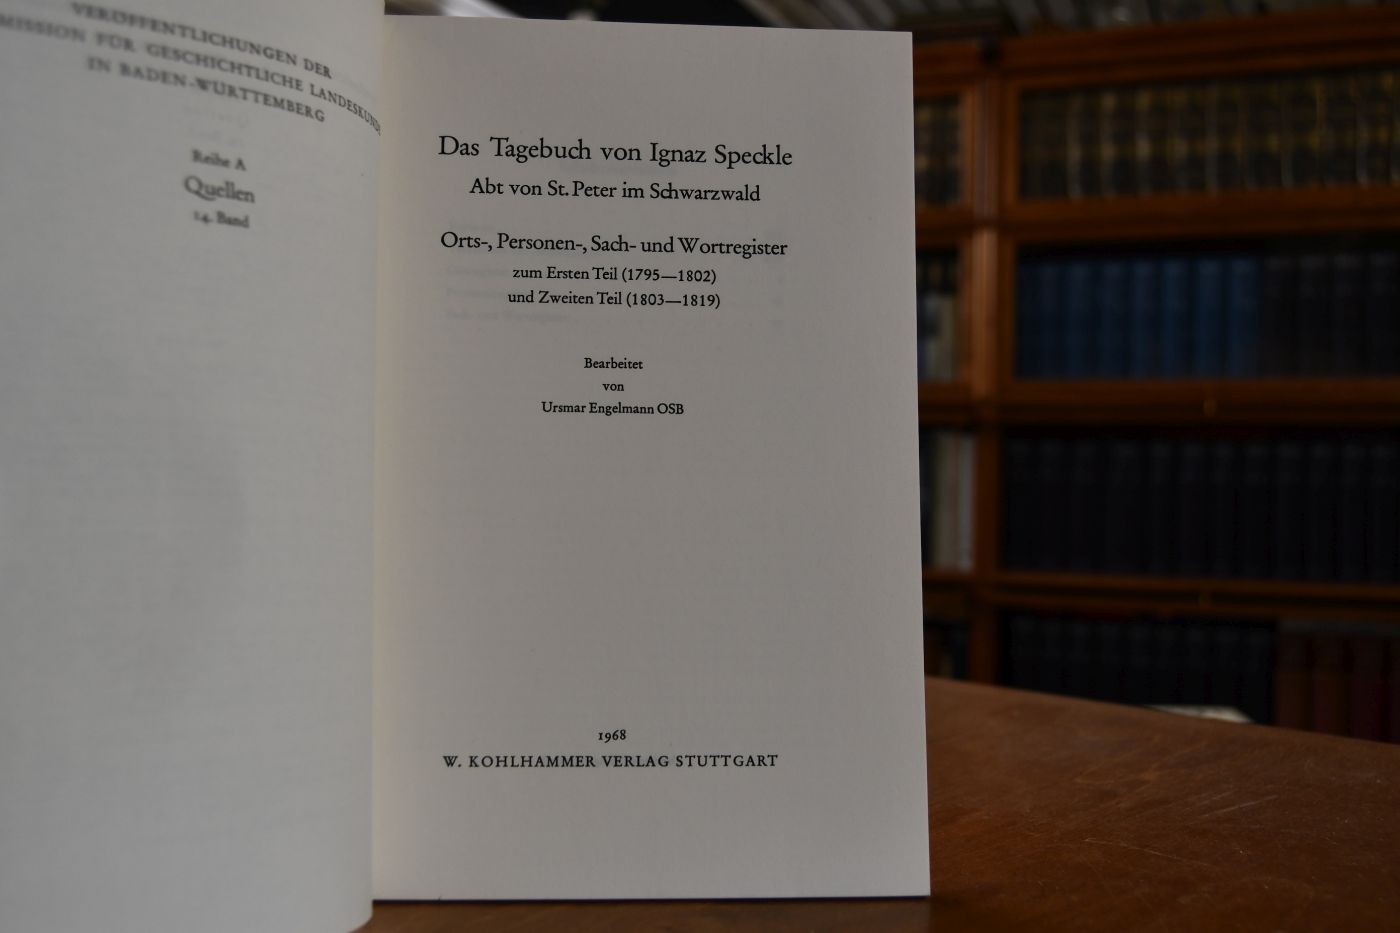 VERÖFFENTLICHUNGEN DER
MISSION FÜR GESCHICHTLICHE LANDESKUNDE
IN BADEN-WÜRTTEMBERG
Reihe A
Quellen
14. Band
Das Tagebuch von Ignaz Speckle
Abt von St. Peter im Schwarzwald
Orts-, Personen-, Sach- und Wortregister
zum Ersten Teil (1795—1802)
und Zweiten Teil (1803—1819)
Bearbeitet
von
Ursmar Engelmann OSB
1968
W. KOHLHAMMER VERLAG STUTTGART